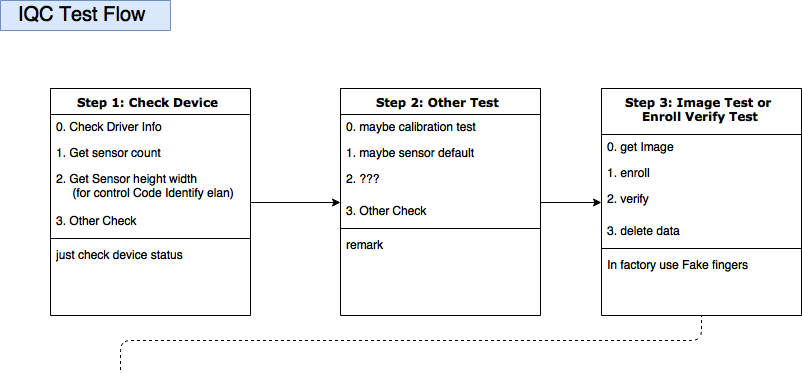 IQC Test Flow
Step 1: Check Device
0. Check Driver Info
1. Get sensor count
2. Get Sensor height width
(for control Code Identify elan)
3. Other Check
just check device status
Step 2: Other Test
0. maybe calibration test
1. maybe sensor default
2. ???
3. Other Check
remark
Step 3: Image Test or
Enroll Verify Test
0. get Image
1. enroll
2. verify
3. delete data
In factory use Fake fingers